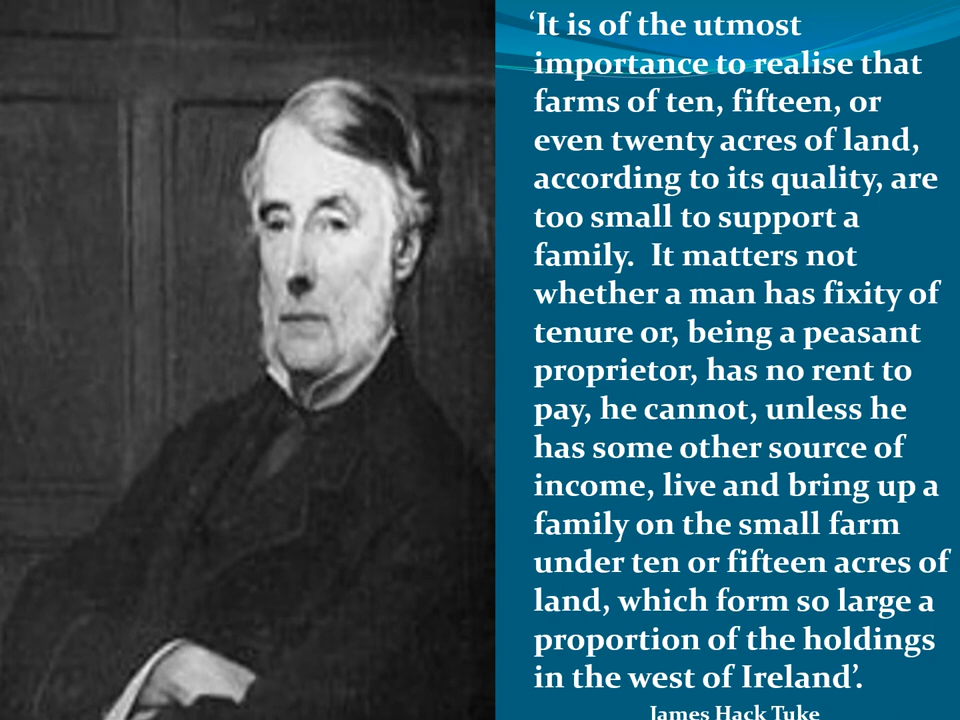 ‘It is of the utmost
importance to realise that
farms of ten, fifteen, or
even twenty acres of land,
according to its quality, are
too small to support a
family.  It matters not
whether a man has fixity of
tenure or, being a peasant
proprietor, has no rent to
pay, he cannot, unless he
has some other source of
income, live and bring up a
family on the small farm
under ten or fifteen acres of
land, which form so large a
proportion of the holdings
in the west of Ireland’.
James Hack Tuke